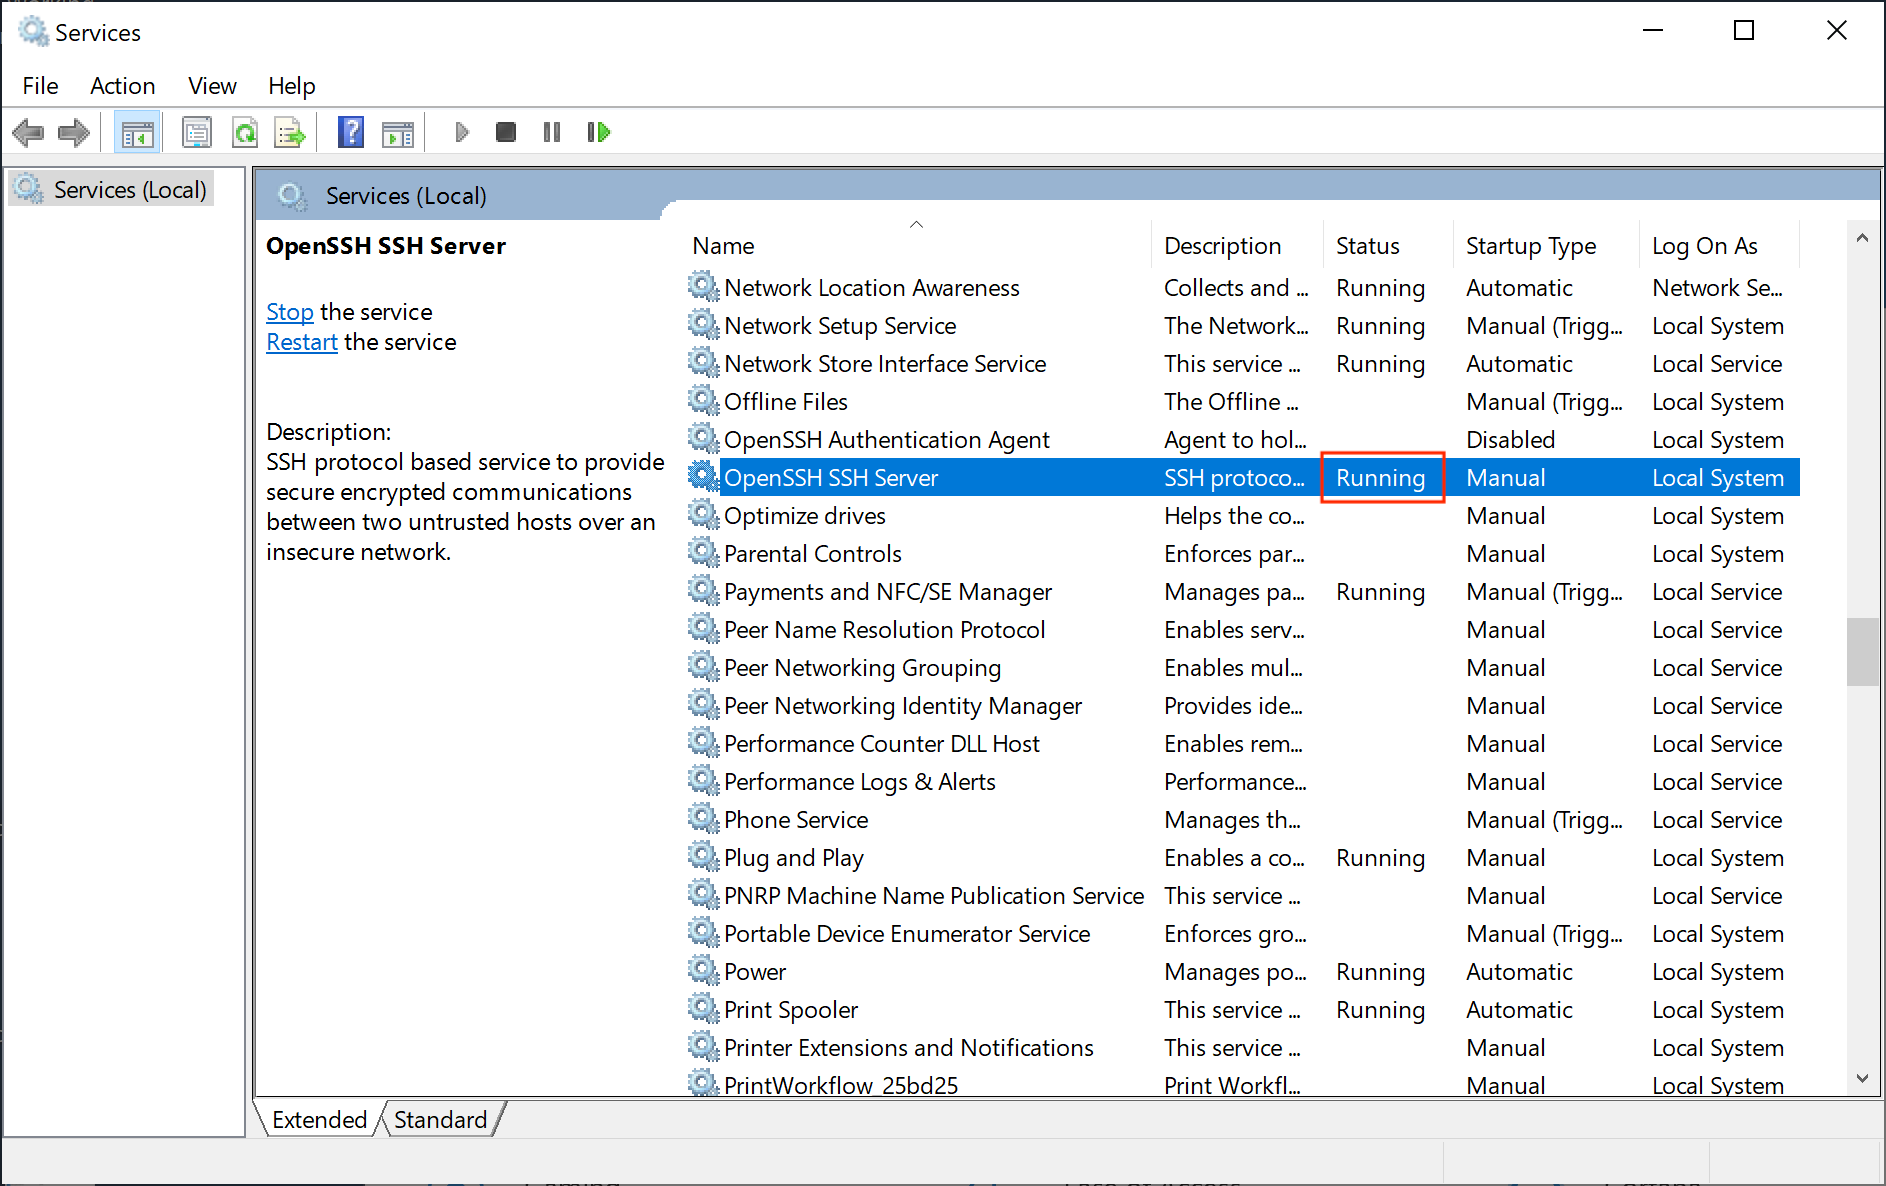 Services
File Action View Help
Services (Local)
Services (Local)
OpenSSH SSH Server
Stop the service
Restart the service
Description:
SSH protocol based service to provide
secure encrypted communications
between two untrusted hosts over an
insecure network.
Name Description Status Startup Type Log On As
Network Location Awareness Collects and ... Running Automatic Network Se...
Network Setup Service The Network... Running Manual (Trigg... Local System
Network Store Interface Service This service ... Running Automatic Local Service
Offline Files The Offline ... Manual (Trigg... Local System
OpenSSH Authentication Agent Agent to hol... Disabled Local System
OpenSSH SSH Server SSH protoco... Running Manual Local System
Optimize drives Helps the co... Manual Local System
Parental Controls Enforces par... Manual Local System
Payments and NFC/SE Manager Manages pa... Running Manual (Trigg... Local Service
Peer Name Resolution Protocol Enables serv... Manual Local Service
Peer Networking Grouping Enables mul... Manual Local Service
Peer Networking Identity Manager Provides ide... Manual Local Service
Performance Counter DLL Host Enables rem... Manual Local Service
Performance Logs & Alerts Performance... Manual Local Service
Phone Service Manages th... Manual (Trigg... Local Service
Plug and Play Enables a co... Running Manual Local System
PNRP Machine Name Publication Service This service ... Manual Local Service
Portable Device Enumerator Service Enforces gro... Manual (Trigg... Local System
Power Manages po... Running Automatic Local System
Print Spooler This service ... Running Automatic Local System
Printer Extensions and Notifications This service ... Manual Local System
PrintWorkflow_25bd25 Print Workfl... Manual Local System
Extended Standard